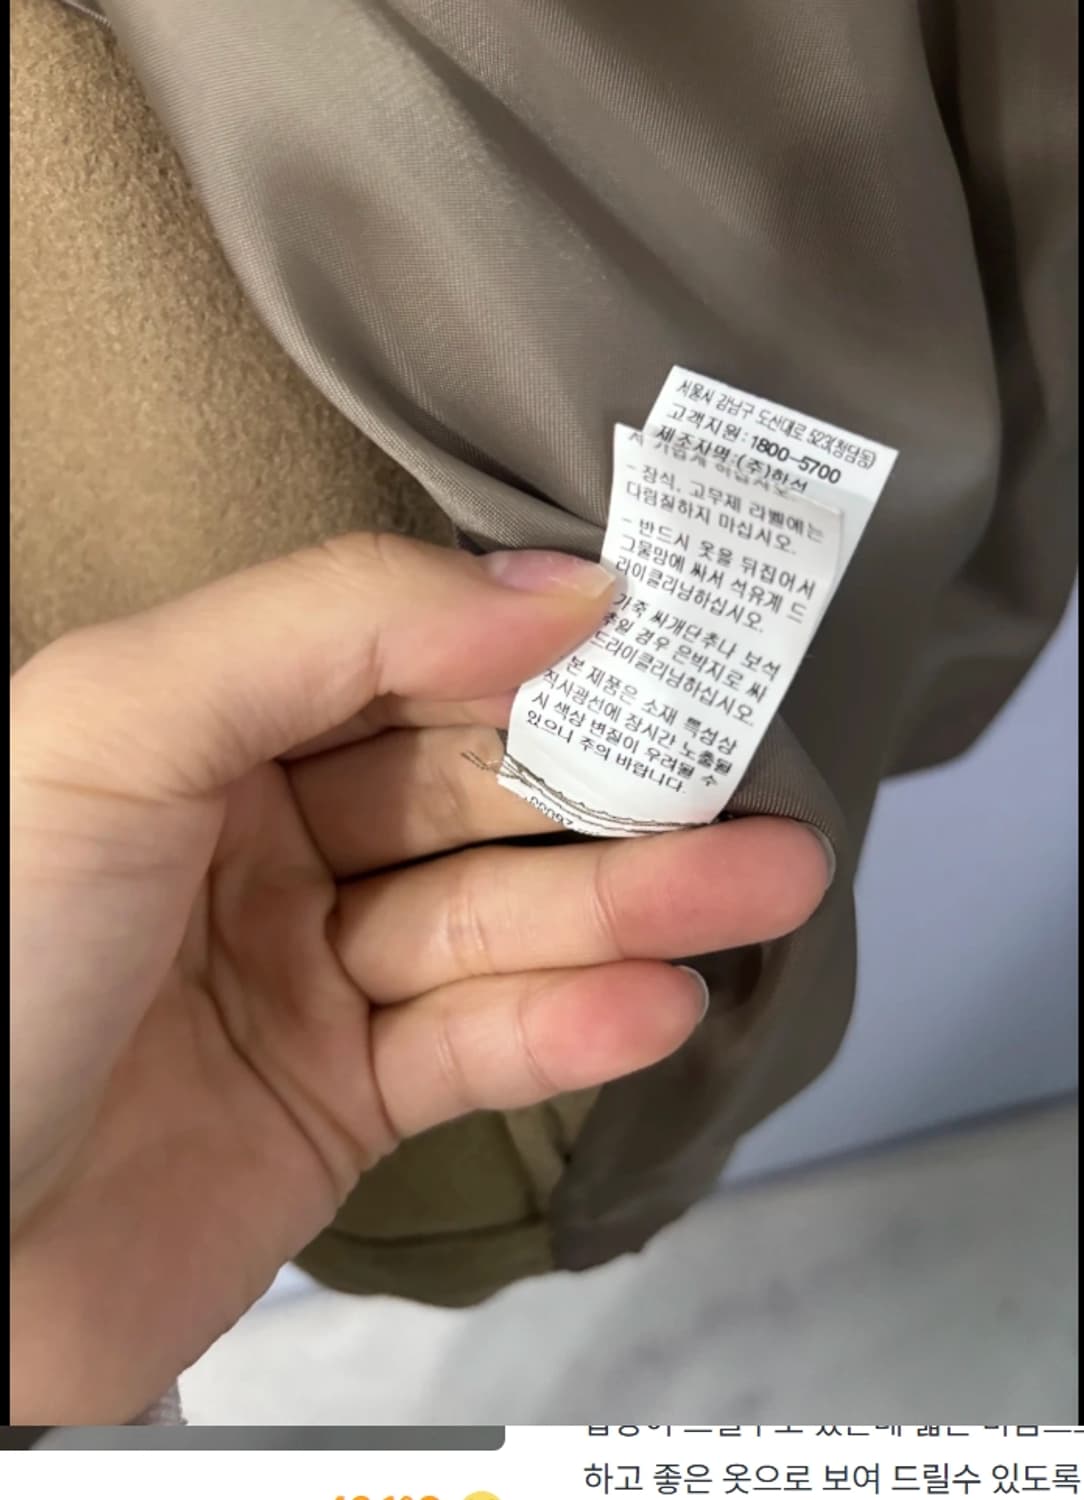 서울시 강남구 도산대로 523(청담동)
고객지원:1800-5700
제조자명:(주)한섬
- 장식, 고무제 라벨에는
다림질하지 마십시오.
- 반드시 옷을 뒤집어서
그물망에 싸서 석유계 드
라이클리닝하십시오.
가죽 싸개단추나 보석
추일 경우 은박지로 싸
드라이클리닝하십시오.
본 제품은 소재 특성상
직사광선에 장시간 노출될
시 색상 변질이 우려될 수
있으니 주의 바랍니다.
하고 좋은 옷으로 보여 드릴수 있도록